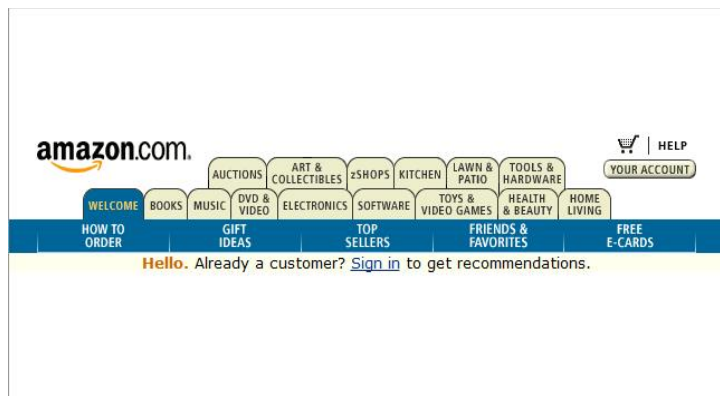 amazon.com.
HELP
YOUR ACCOUNT
AUCTIONS
ART &
COLLECTIBLES
zSHOPS
KITCHEN
LAWN &
PATIO
TOOLS &
HARDWARE
WELCOME
BOOKS
MUSIC
DVD &
VIDEO
ELECTRONICS
SOFTWARE
TOYS &
VIDEO GAMES
HEALTH
& BEAUTY
HOME
LIVING
HOW TO
ORDER
GIFT
IDEAS
TOP
SELLERS
FRIENDS &
FAVORITES
FREE
E-CARDS
Hello. Already a customer? Sign in to get recommendations.